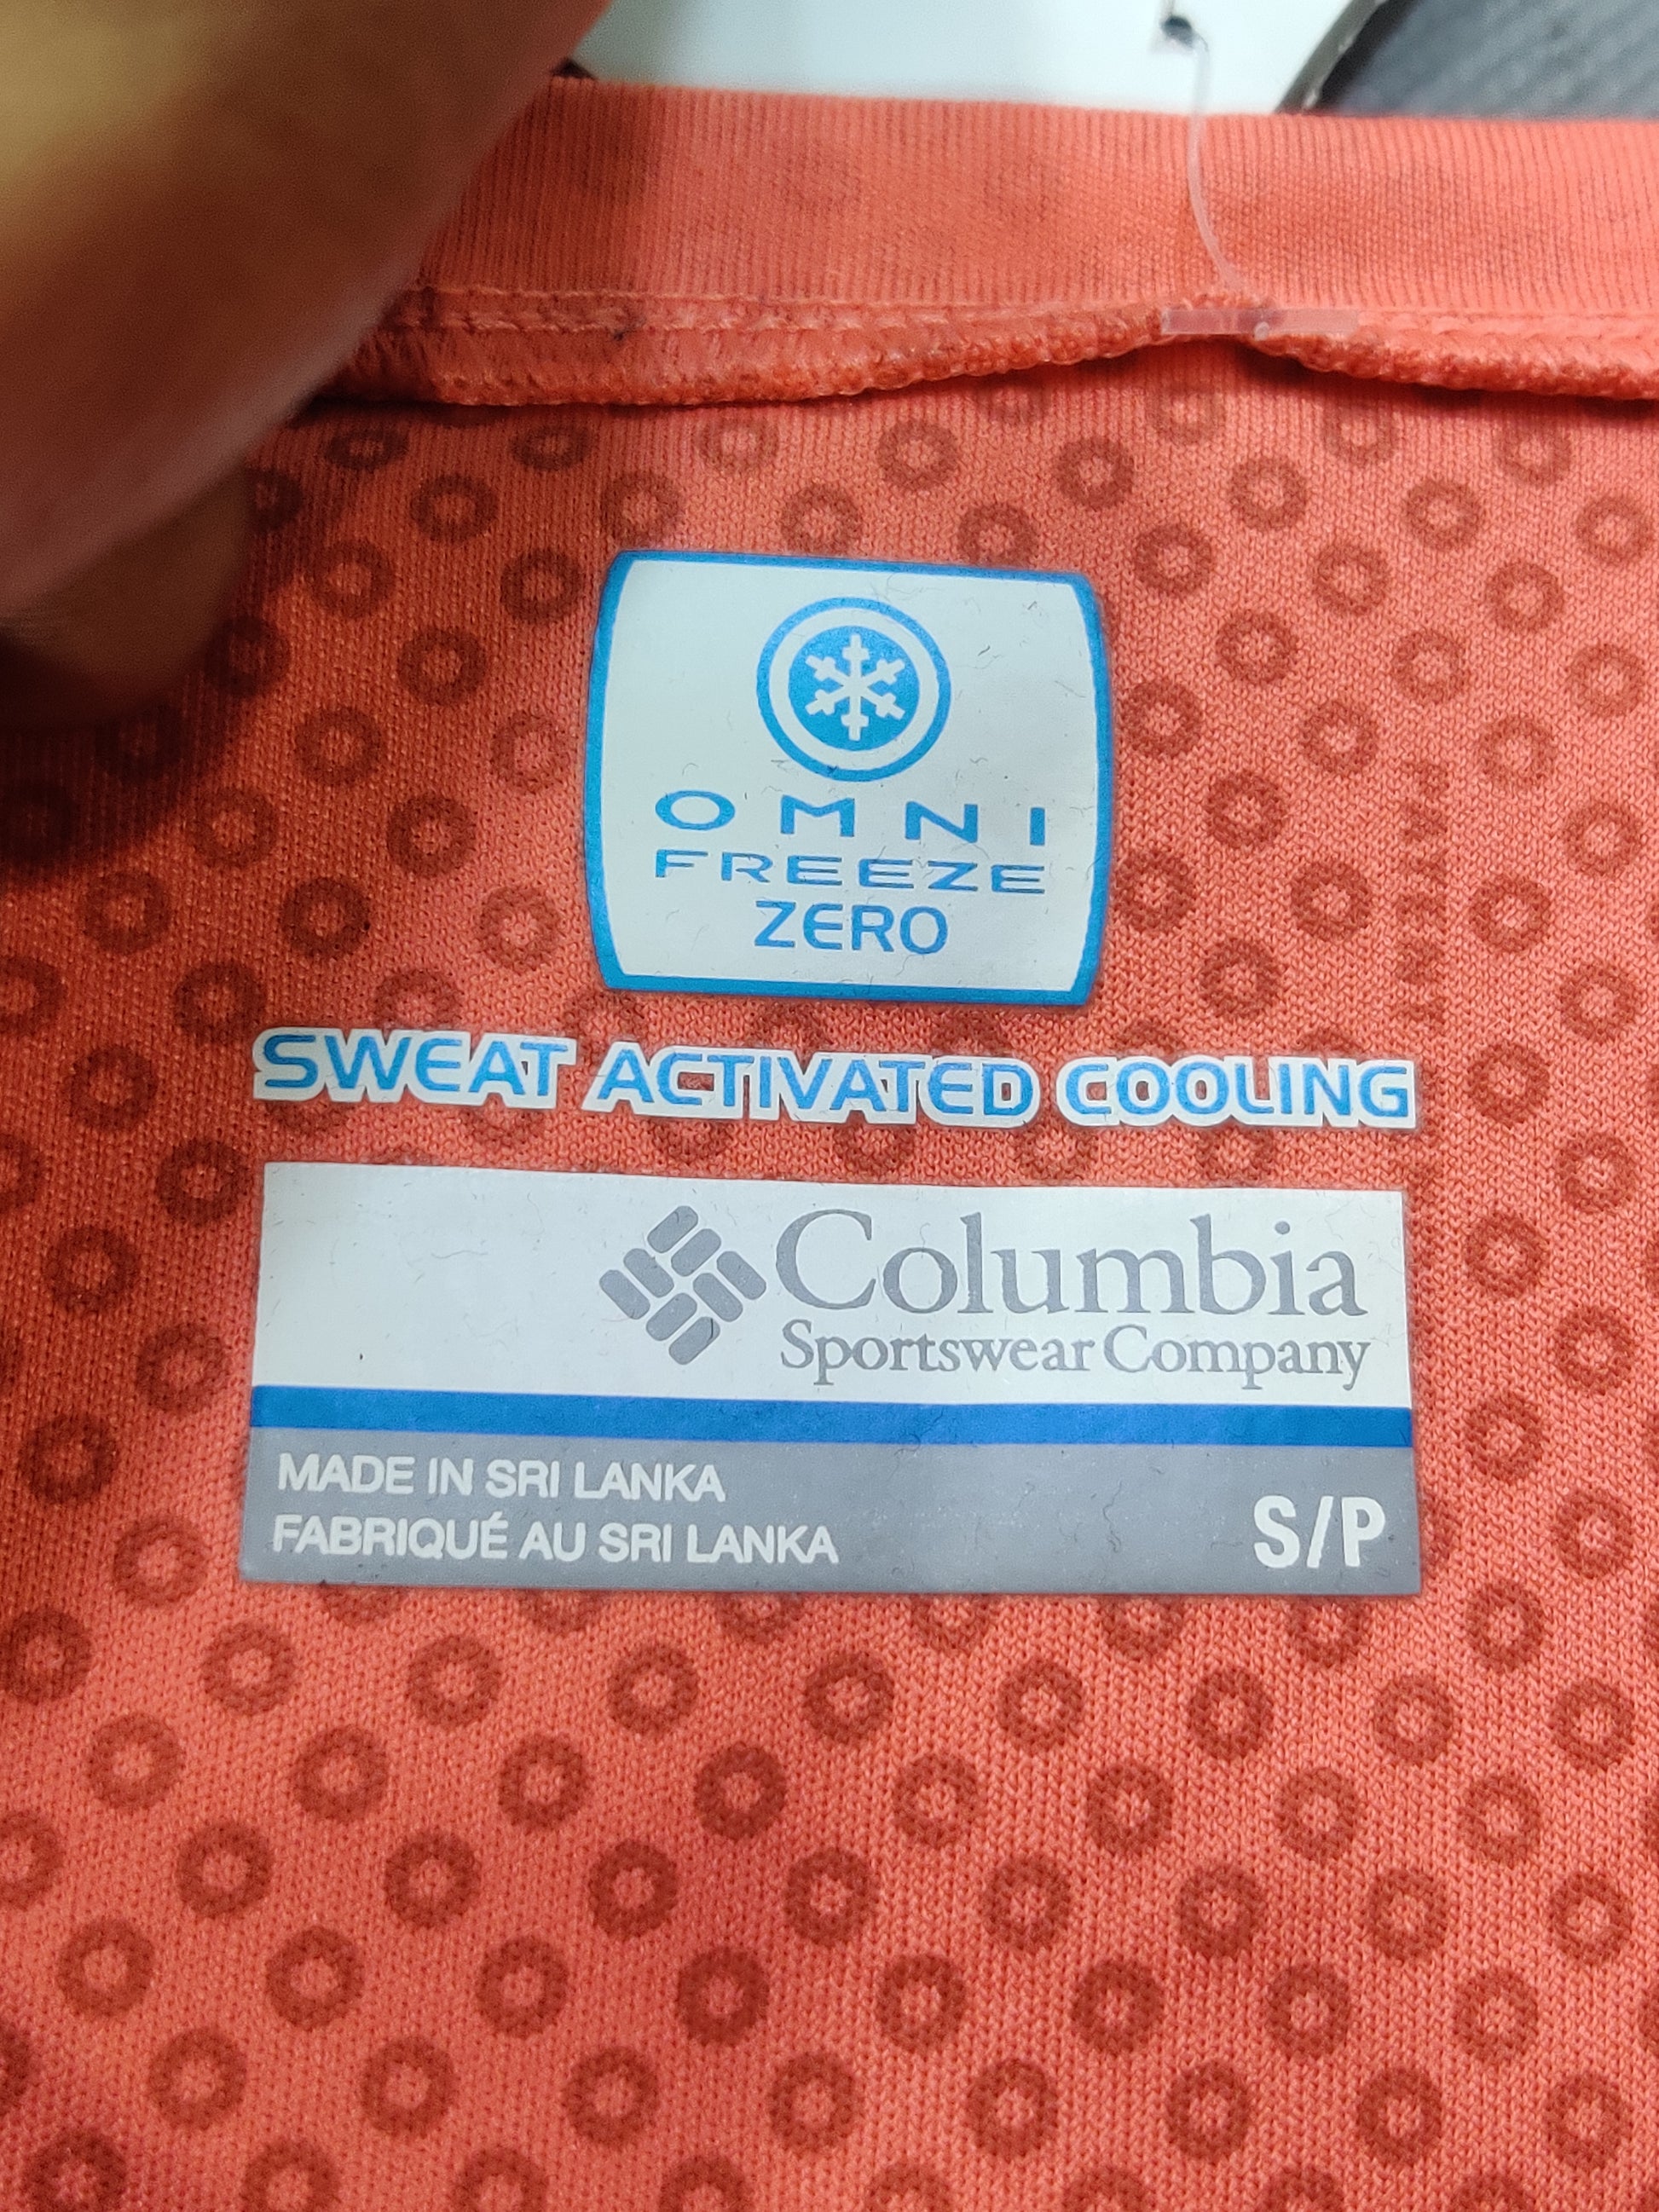 OMNI
FREEZE
ZERO
SWEAT ACTIVATED COOLING
Columbia
Sportswear Company
MADE IN SRI LANKA
FABRIQUÉ AU SRI LANKA
S/P